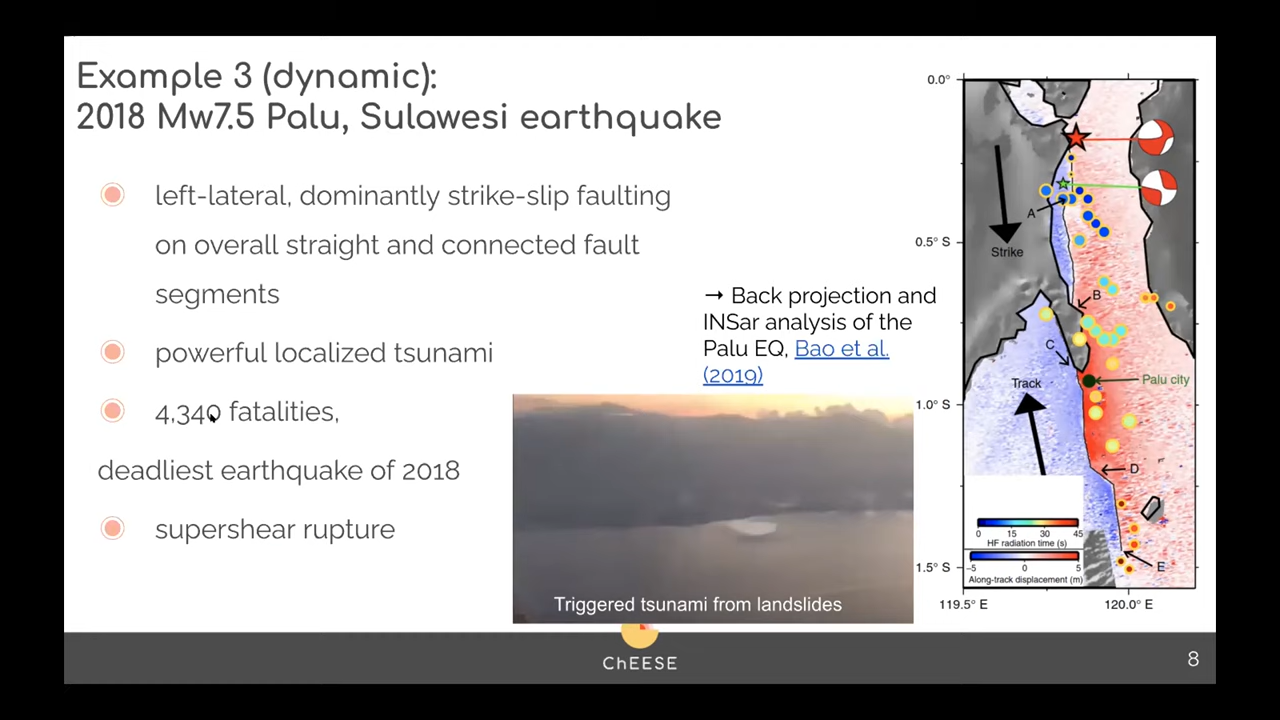 Example 3 (dynamic):
2018 Mw7.5 Palu, Sulawesi earthquake
left-lateral, dominantly strike-slip faulting
on overall straight and connected fault
segments
powerful localized tsunami
4,340 fatalities,
deadliest earthquake of 2018
supershear rupture
→ Back projection and
INSar analysis of the
Palu EQ, Bao et al.
(2019)
Triggered tsunami from landslides
0.0°
0.5° S
1.0° S
1.5° S
119.5° E
120.0° E
A
Strike
B
C
Track
Palu city
D
E
0 15 30 45
HF radiation time (s)
−5 0 5
Along-track displacement (m)
ChEESE
8